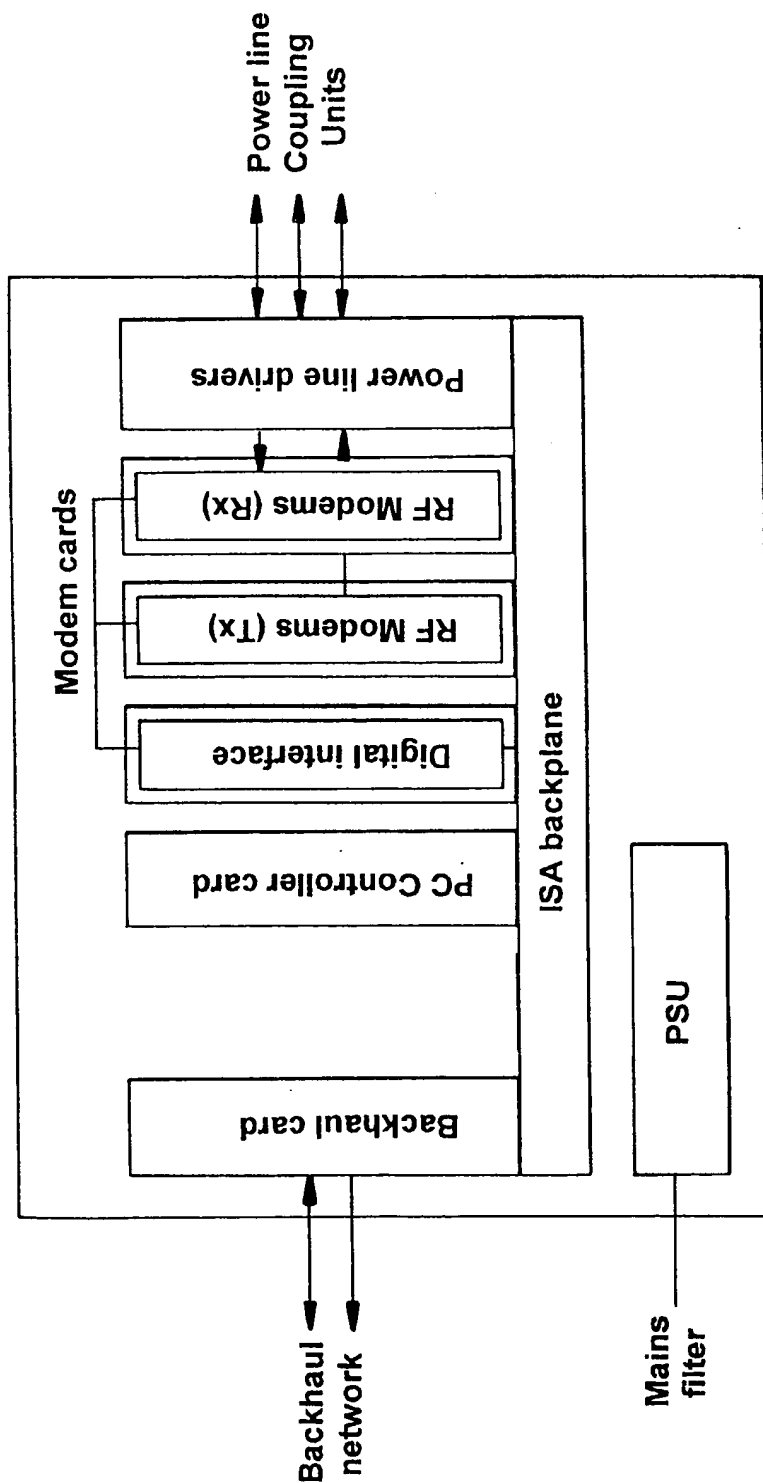 Power line
Coupling
Units
Modem cards
Power line drivers
RF Modems (Rx)
RF Modems (Tx)
Digital interface
PC Controller card
Backhaul card
ISA backplane
PSU
Backhaul
network
Mains
filter